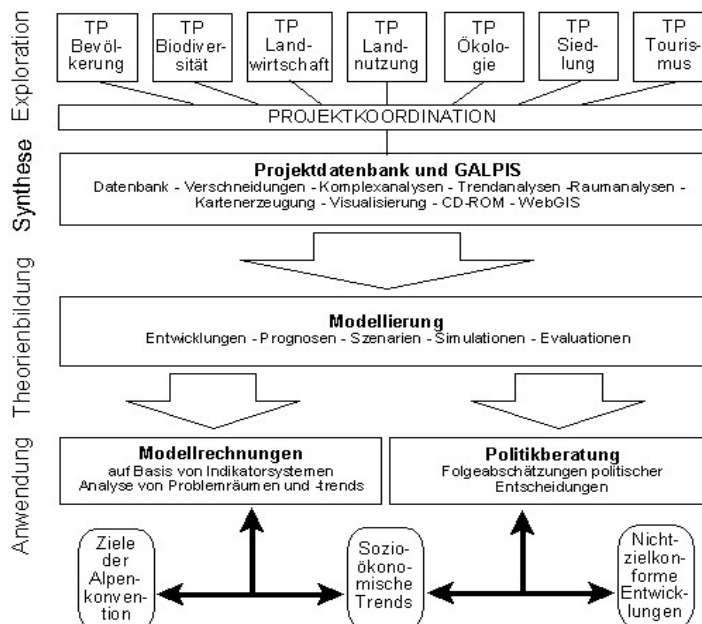 Exploration
TP
Bevöl-
kerung
TP
Biodiver-
sität
TP
Land-
wirtschaft
TP
Land-
nutzung
TP
Ökolo-
gie
TP
Sied-
lung
TP
Touris-
mus
PROJEKTKOORDINATION
Synthese
Projektdatenbank und GALPIS
Datenbank - Verschneidungen - Komplexanalysen - Trendanalysen -Raumanalysen -
Kartenerzeugung - Visualisierung - CD-ROM - WebGIS
Theorienbildung
Modellierung
Entwicklungen - Prognosen - Szenarien - Simulationen - Evaluationen
Anwendung
Modellrechnungen
auf Basis von Indikatorsystemen
Analyse von Problemräumen und -trends
Politikberatung
Folgeabschätzungen politischer
Entscheidungen
Ziele
der
Alpen-
konvention
Sozio-
ökono-
mische
Trends
Nicht-
zielkon-
forme
Entwick-
lungen